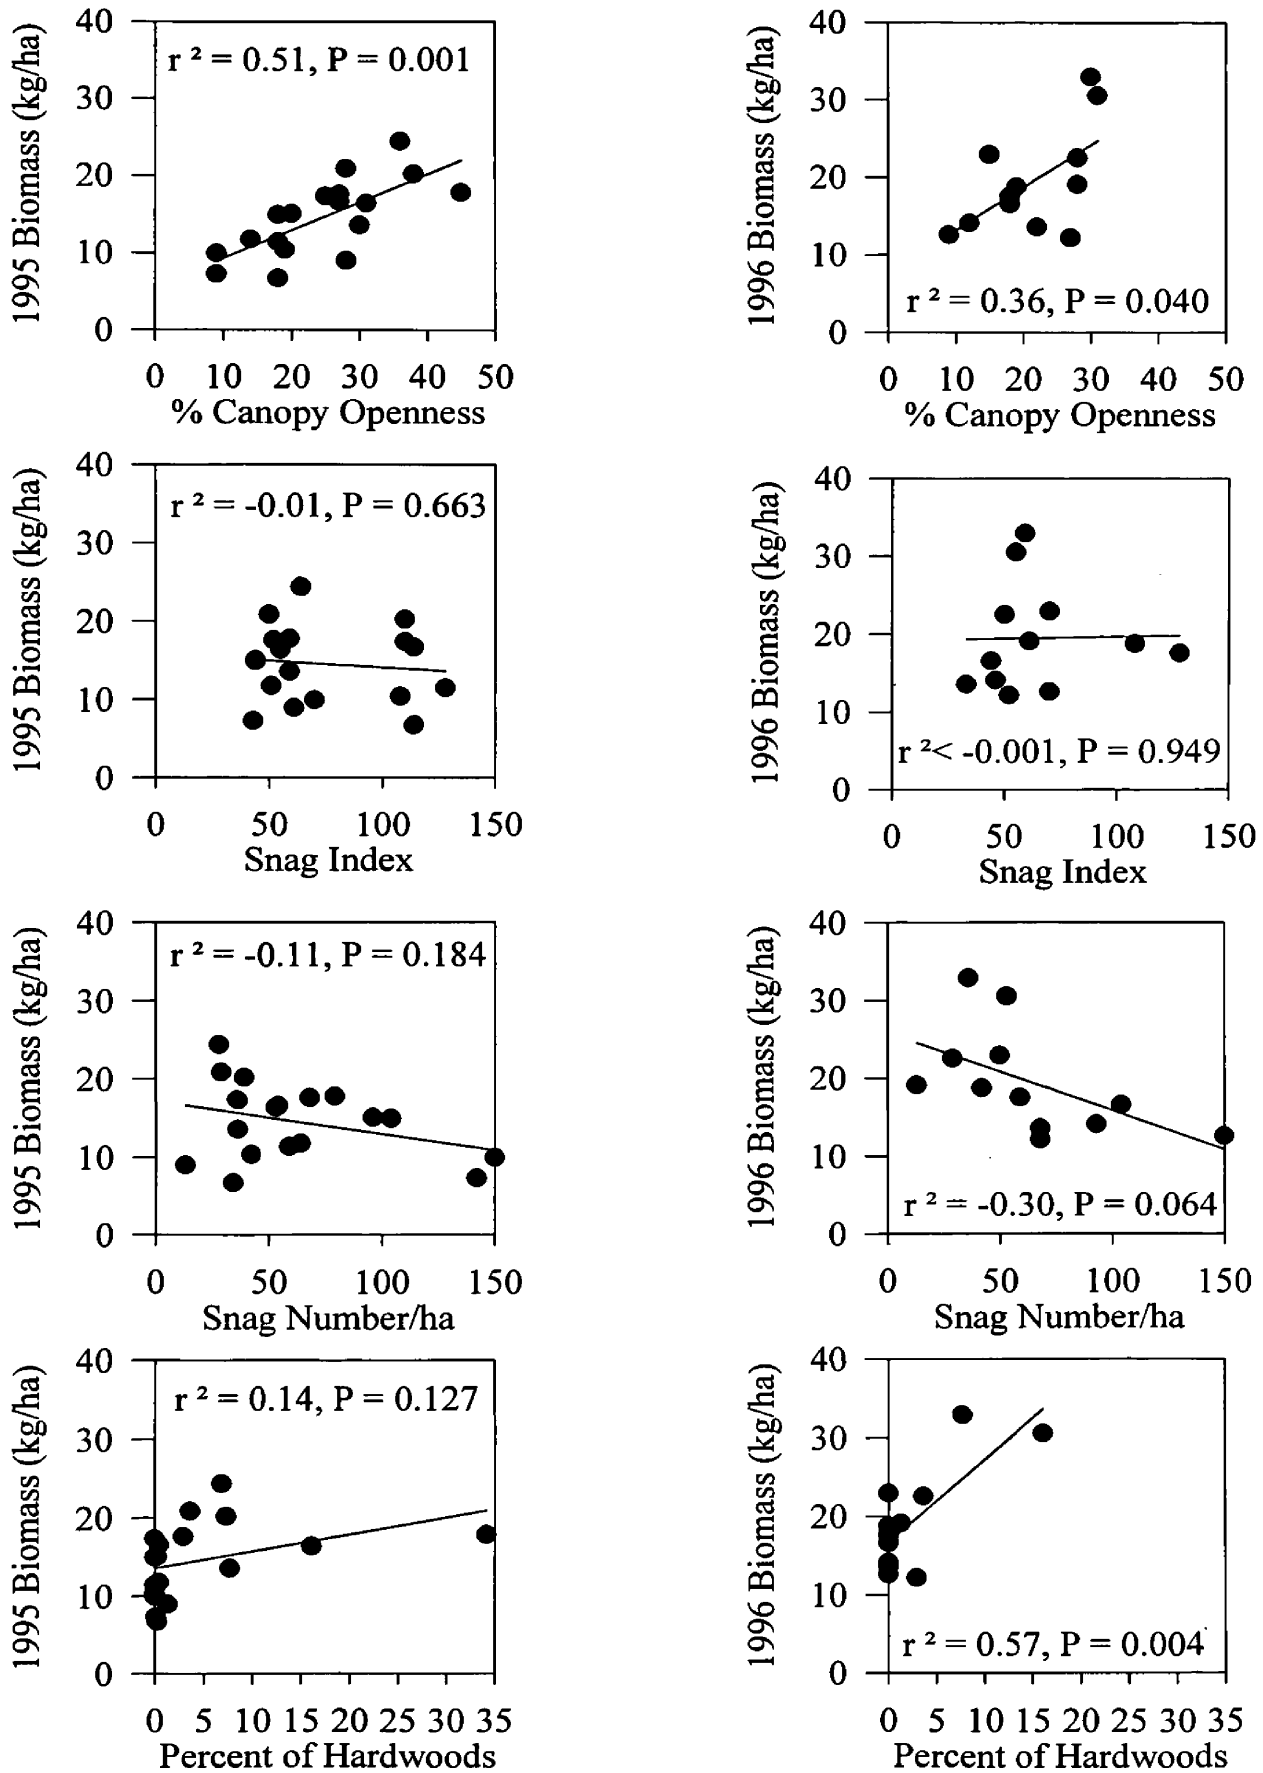 1995 Biomass (kg/ha)
40
30
20
10
0
r ² = 0.51, P = 0.001
0 10 20 30 40 50
% Canopy Openness
1996 Biomass (kg/ha)
40
30
20
10
0
r ² = 0.36, P = 0.040
0 10 20 30 40 50
% Canopy Openness
1995 Biomass (kg/ha)
40
30
20
10
0
r ² = -0.01, P = 0.663
0 50 100 150
Snag Index
1996 Biomass (kg/ha)
40
30
20
10
0
r ²< -0.001, P = 0.949
0 50 100 150
Snag Index
1995 Biomass (kg/ha)
40
30
20
10
0
r ² = -0.11, P = 0.184
0 50 100 150
Snag Number/ha
1996 Biomass (kg/ha)
40
30
20
10
0
r ² = -0.30, P = 0.064
0 50 100 150
Snag Number/ha
1995 Biomass (kg/ha)
40
30
20
10
0
r ² = 0.14, P = 0.127
0 5 10 15 20 25 30 35
Percent of Hardwoods
1996 Biomass (kg/ha)
40
30
20
10
0
r ² = 0.57, P = 0.004
0 5 10 15 20 25 30 35
Percent of Hardwoods